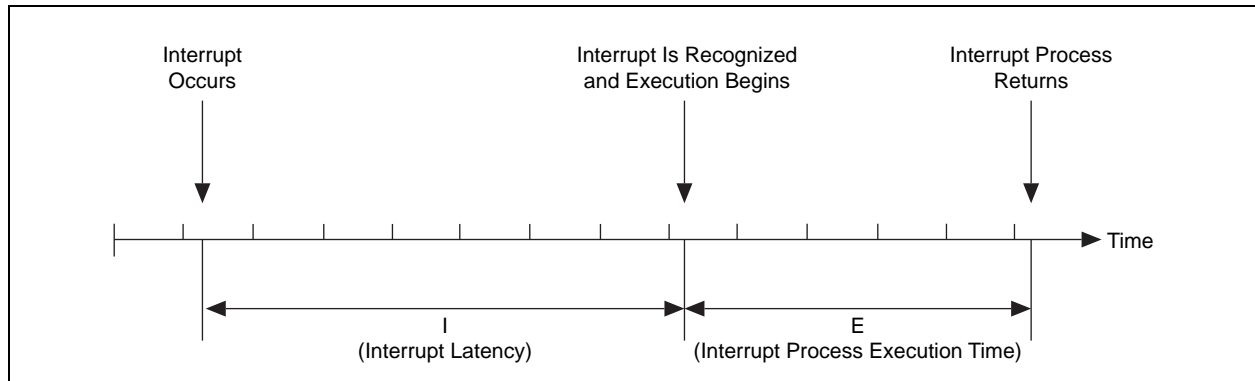 Interrupt
Occurs
Interrupt Is Recognized
and Execution Begins
Interrupt Process
Returns
Time
I
(Interrupt Latency)
E
(Interrupt Process Execution Time)